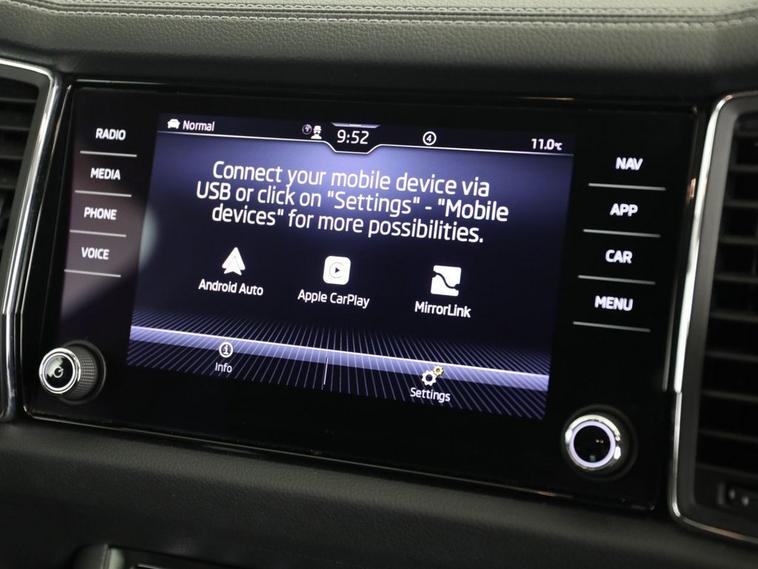 Normal
9:52
4
11.0°C
RADIO
MEDIA
PHONE
VOICE
Connect your mobile device via
USB or click on "Settings" - "Mobile
devices" for more possibilities.
Android Auto
Apple CarPlay
MirrorLink
Info
Settings
NAV
APP
CAR
MENU